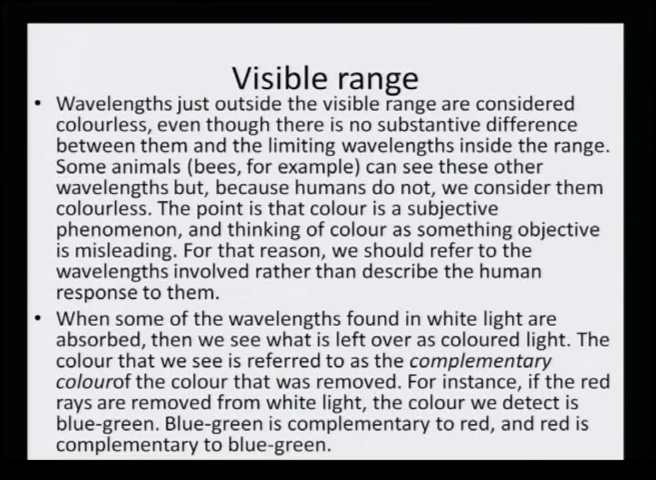 Visible range
• Wavelengths just outside the visible range are considered
colourless, even though there is no substantive difference
between them and the limiting wavelengths inside the range.
Some animals (bees, for example) can see these other
wavelengths but, because humans do not, we consider them
colourless. The point is that colour is a subjective
phenomenon, and thinking of colour as something objective
is misleading. For that reason, we should refer to the
wavelengths involved rather than describe the human
response to them.
• When some of the wavelengths found in white light are
absorbed, then we see what is left over as coloured light. The
colour that we see is referred to as the complementary
colourof the colour that was removed. For instance, if the red
rays are removed from white light, the colour we detect is
blue-green. Blue-green is complementary to red, and red is
complementary to blue-green.